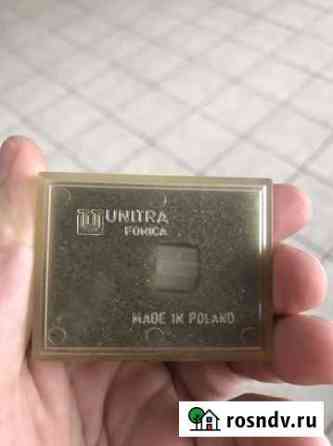 UNITRA
FONICA
MADE IN POLAND
rosndv.ru